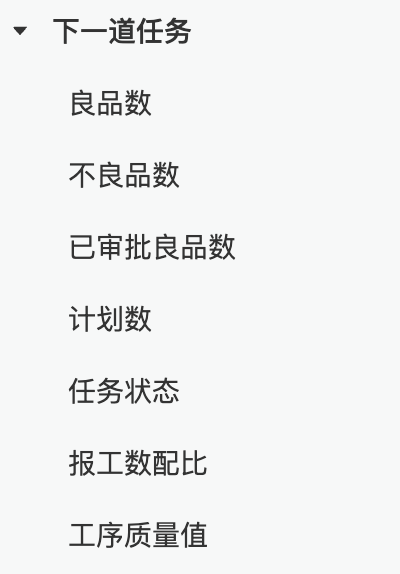 下一道任务
良品数
不良品数
已审批良品数
计划数
任务状态
报工数配比
工序质量值